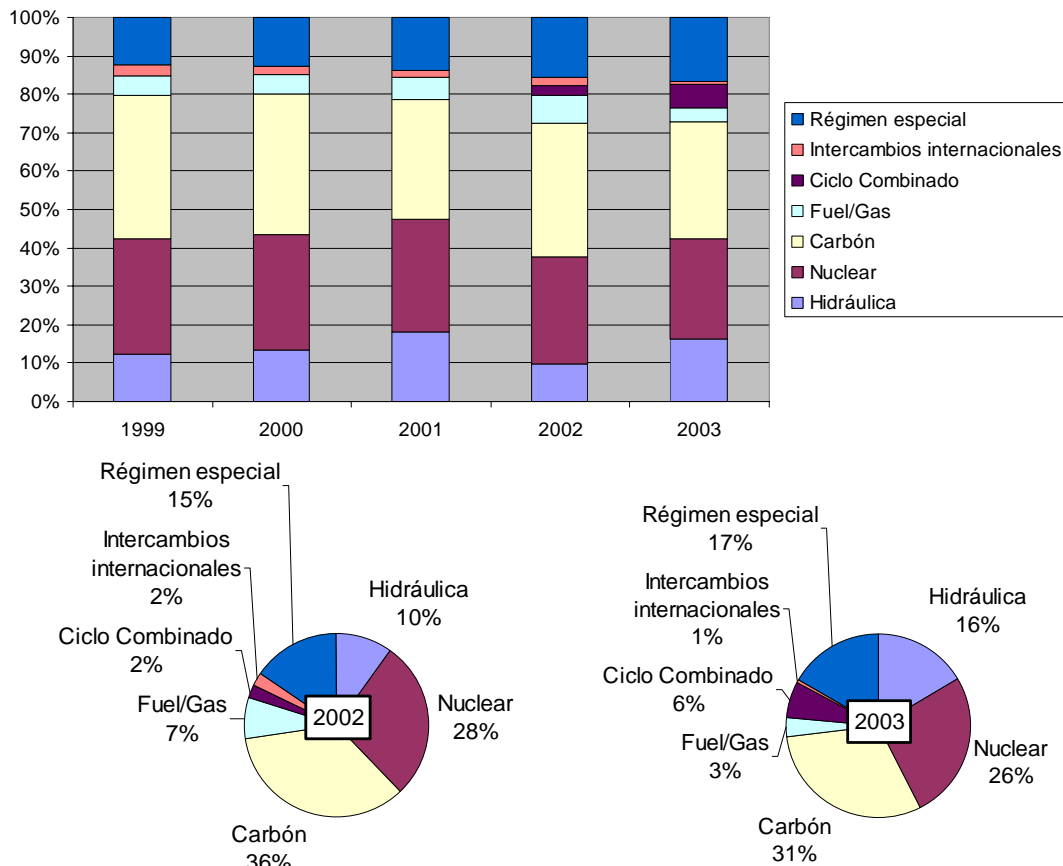 100%
90%
80%
70%
60%
50%
40%
30%
20%
10%
0%
1999 2000 2001 2002 2003
Régimen especial
Intercambios internacionales
Ciclo Combinado
Fuel/Gas
Carbón
Nuclear
Hidráulica
Régimen especial
15%
Intercambios
internacionales
2%
Ciclo Combinado
2%
Fuel/Gas
7%
Carbón
36%
Nuclear
28%
Hidráulica
10%
2002
Régimen especial
17%
Intercambios
internacionales
1%
Ciclo Combinado
6%
Fuel/Gas
3%
Carbón
31%
Nuclear
26%
Hidráulica
16%
2003